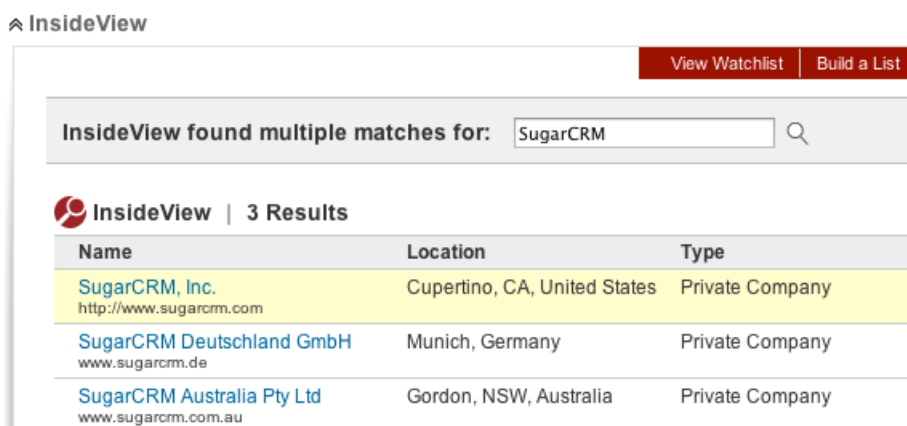 InsideView
View Watchlist Build a List
InsideView found multiple matches for: SugarCRM
InsideView | 3 Results
Name Location Type
SugarCRM, Inc. Cupertino, CA, United States Private Company
http://www.sugarcrm.com
SugarCRM Deutschland GmbH Munich, Germany Private Company
www.sugarcrm.de
SugarCRM Australia Pty Ltd Gordon, NSW, Australia Private Company
www.sugarcrm.com.au